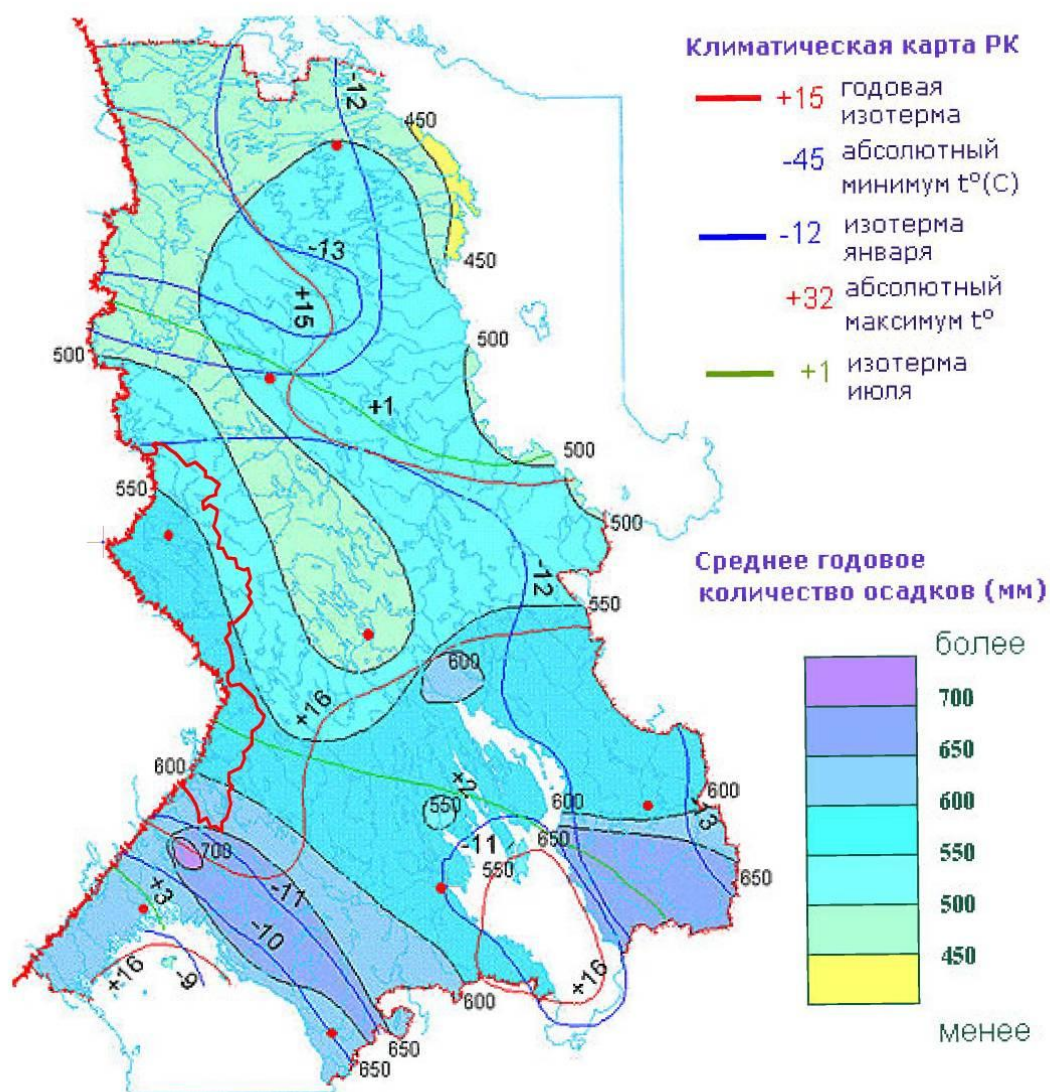 Климатическая карта РК
+15 годовая
изотерма
-45 абсолютный
минимум t°(C)
-12 изотерма
января
+32 абсолютный
максимум t°
+1 изотерма
июля
Среднее годовое
количество осадков (мм)
более
700
650
600
550
500
450
менее
-12
450
-13
450
+15
500
500
+1
500
550
500
-12
550
600
+16
600
+2
550
600
-13
600
-11
650
550
700
650
+3
-11
-10
+16
-9
+16
600
650
650